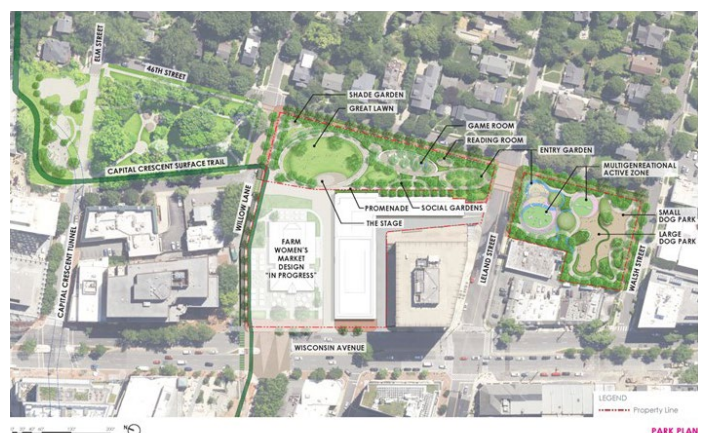 ELM STREET
46TH STREET
SHADE GARDEN
GREAT LAWN
GAME ROOM
READING ROOM
ENTRY GARDEN
MULTIGENREATIONAL
ACTIVE ZONE
CAPITAL CRESCENT SURFACE TRAIL
WILLOW LANE
PROMENADE
SOCIAL GARDENS
THE STAGE
SMALL
DOG PARK
LARGE
DOG PARK
CAPITAL CRESCENT TUNNEL
FARM
WOMEN'S
MARKET
DESIGN
"IN PROGRESS"
LELAND STREET
WALSH STREET
WISCONSIN AVENUE
LEGEND
Property Line
N
PARK PLAN